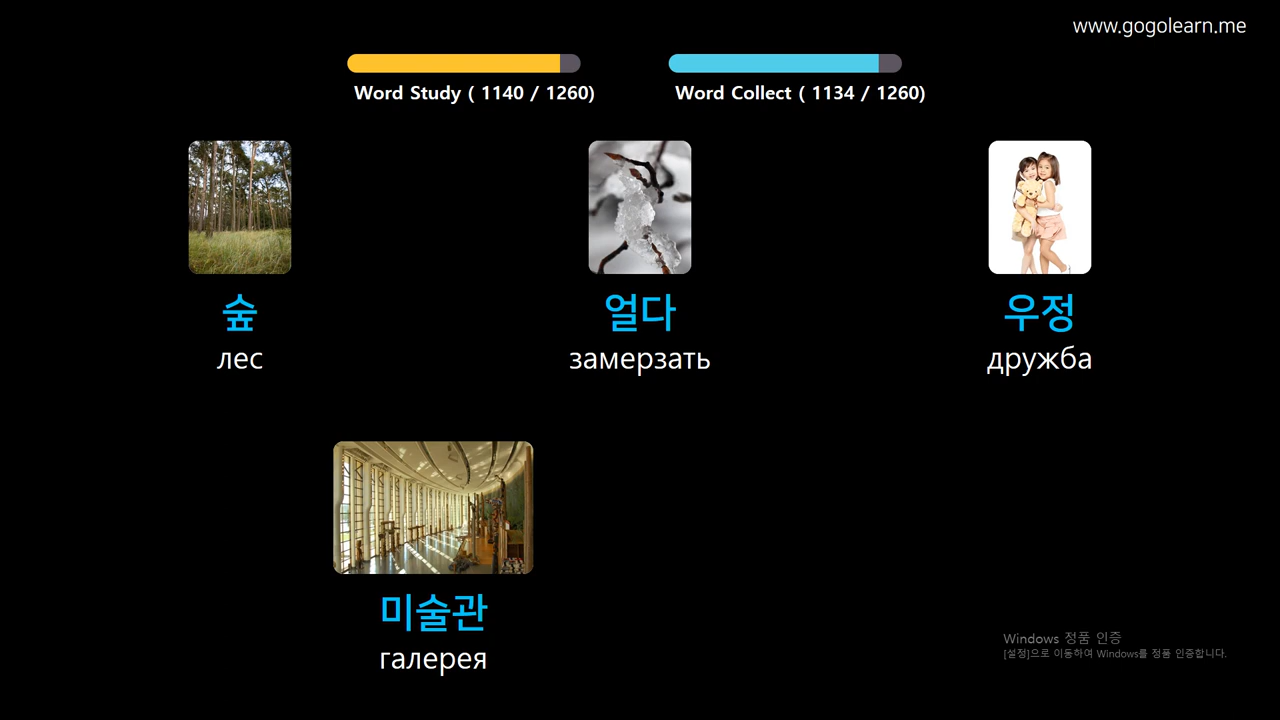 www.gogolearn.me
Word Study ( 1140 / 1260)
Word Collect ( 1134 / 1260)
숲
лес
얼다
замерзать
우정
дружба
미술관
галерея
Windows 정품 인증
[설정]으로 이동하여 Windows를 정품 인증합니다.